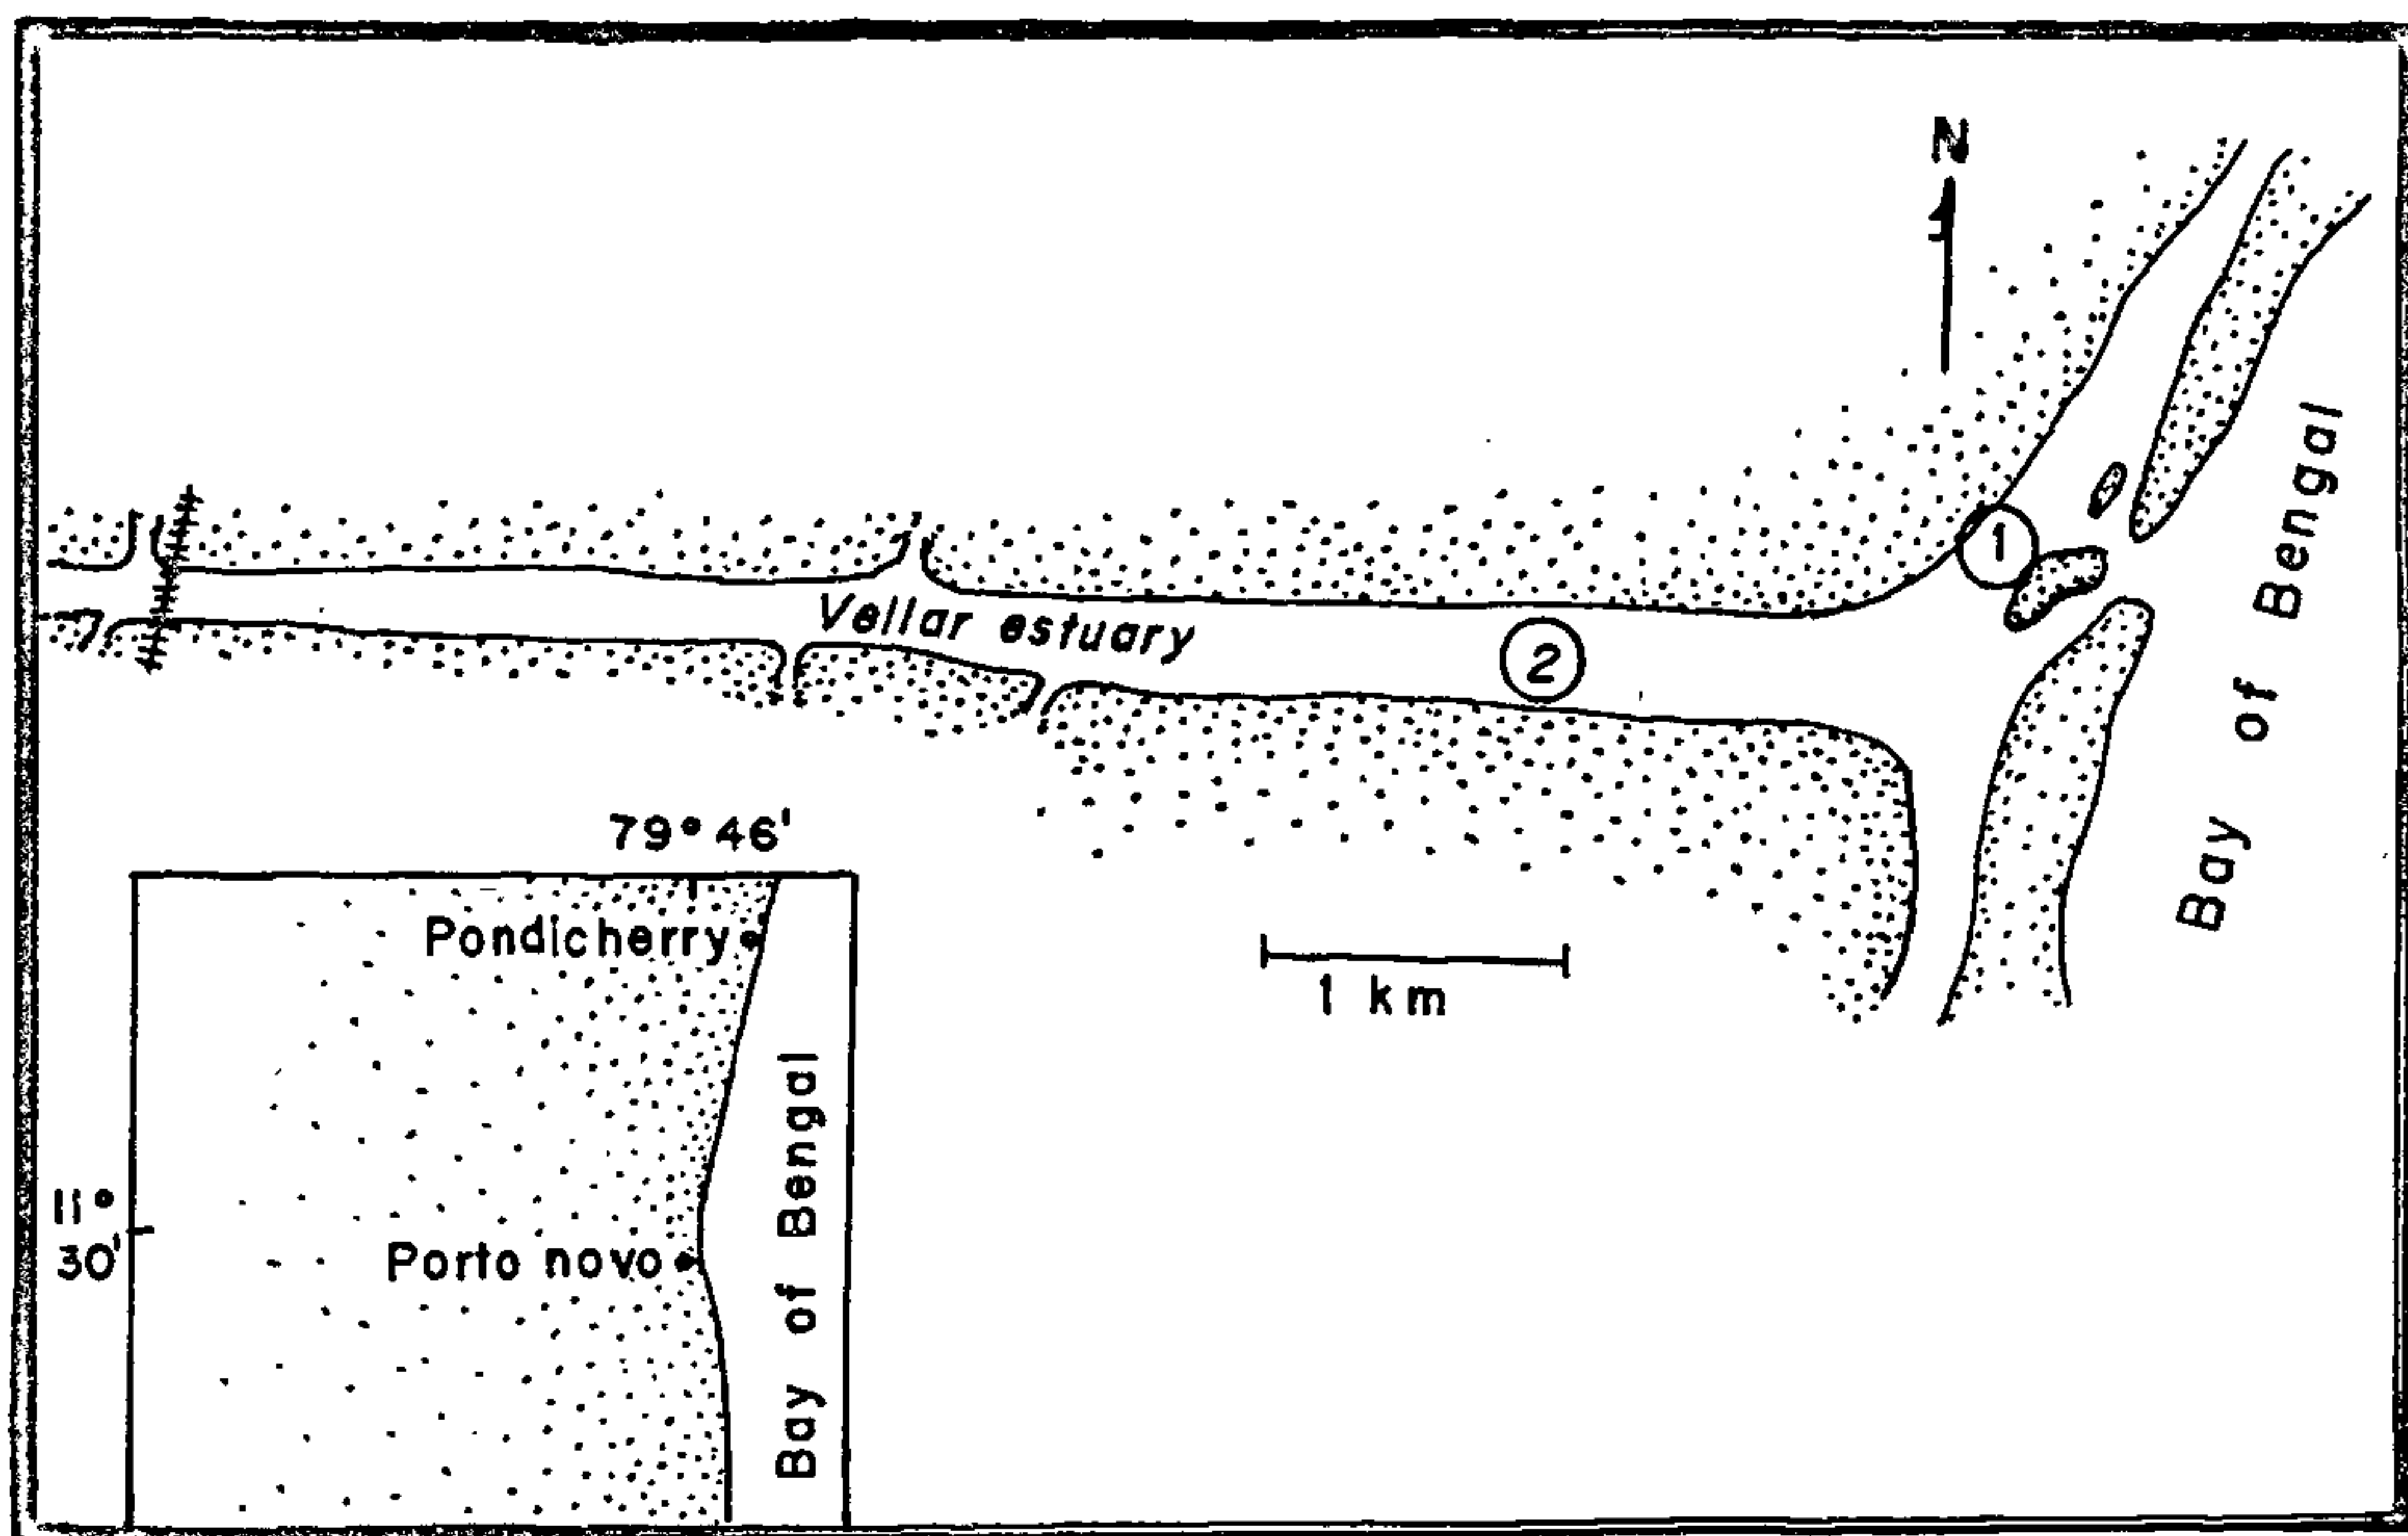 N
Bay of Bengal
1
Vellar estuary
2
1 km
79° 46'
Pondicherry
11°
30'
Porto novo
Bay of Bengal